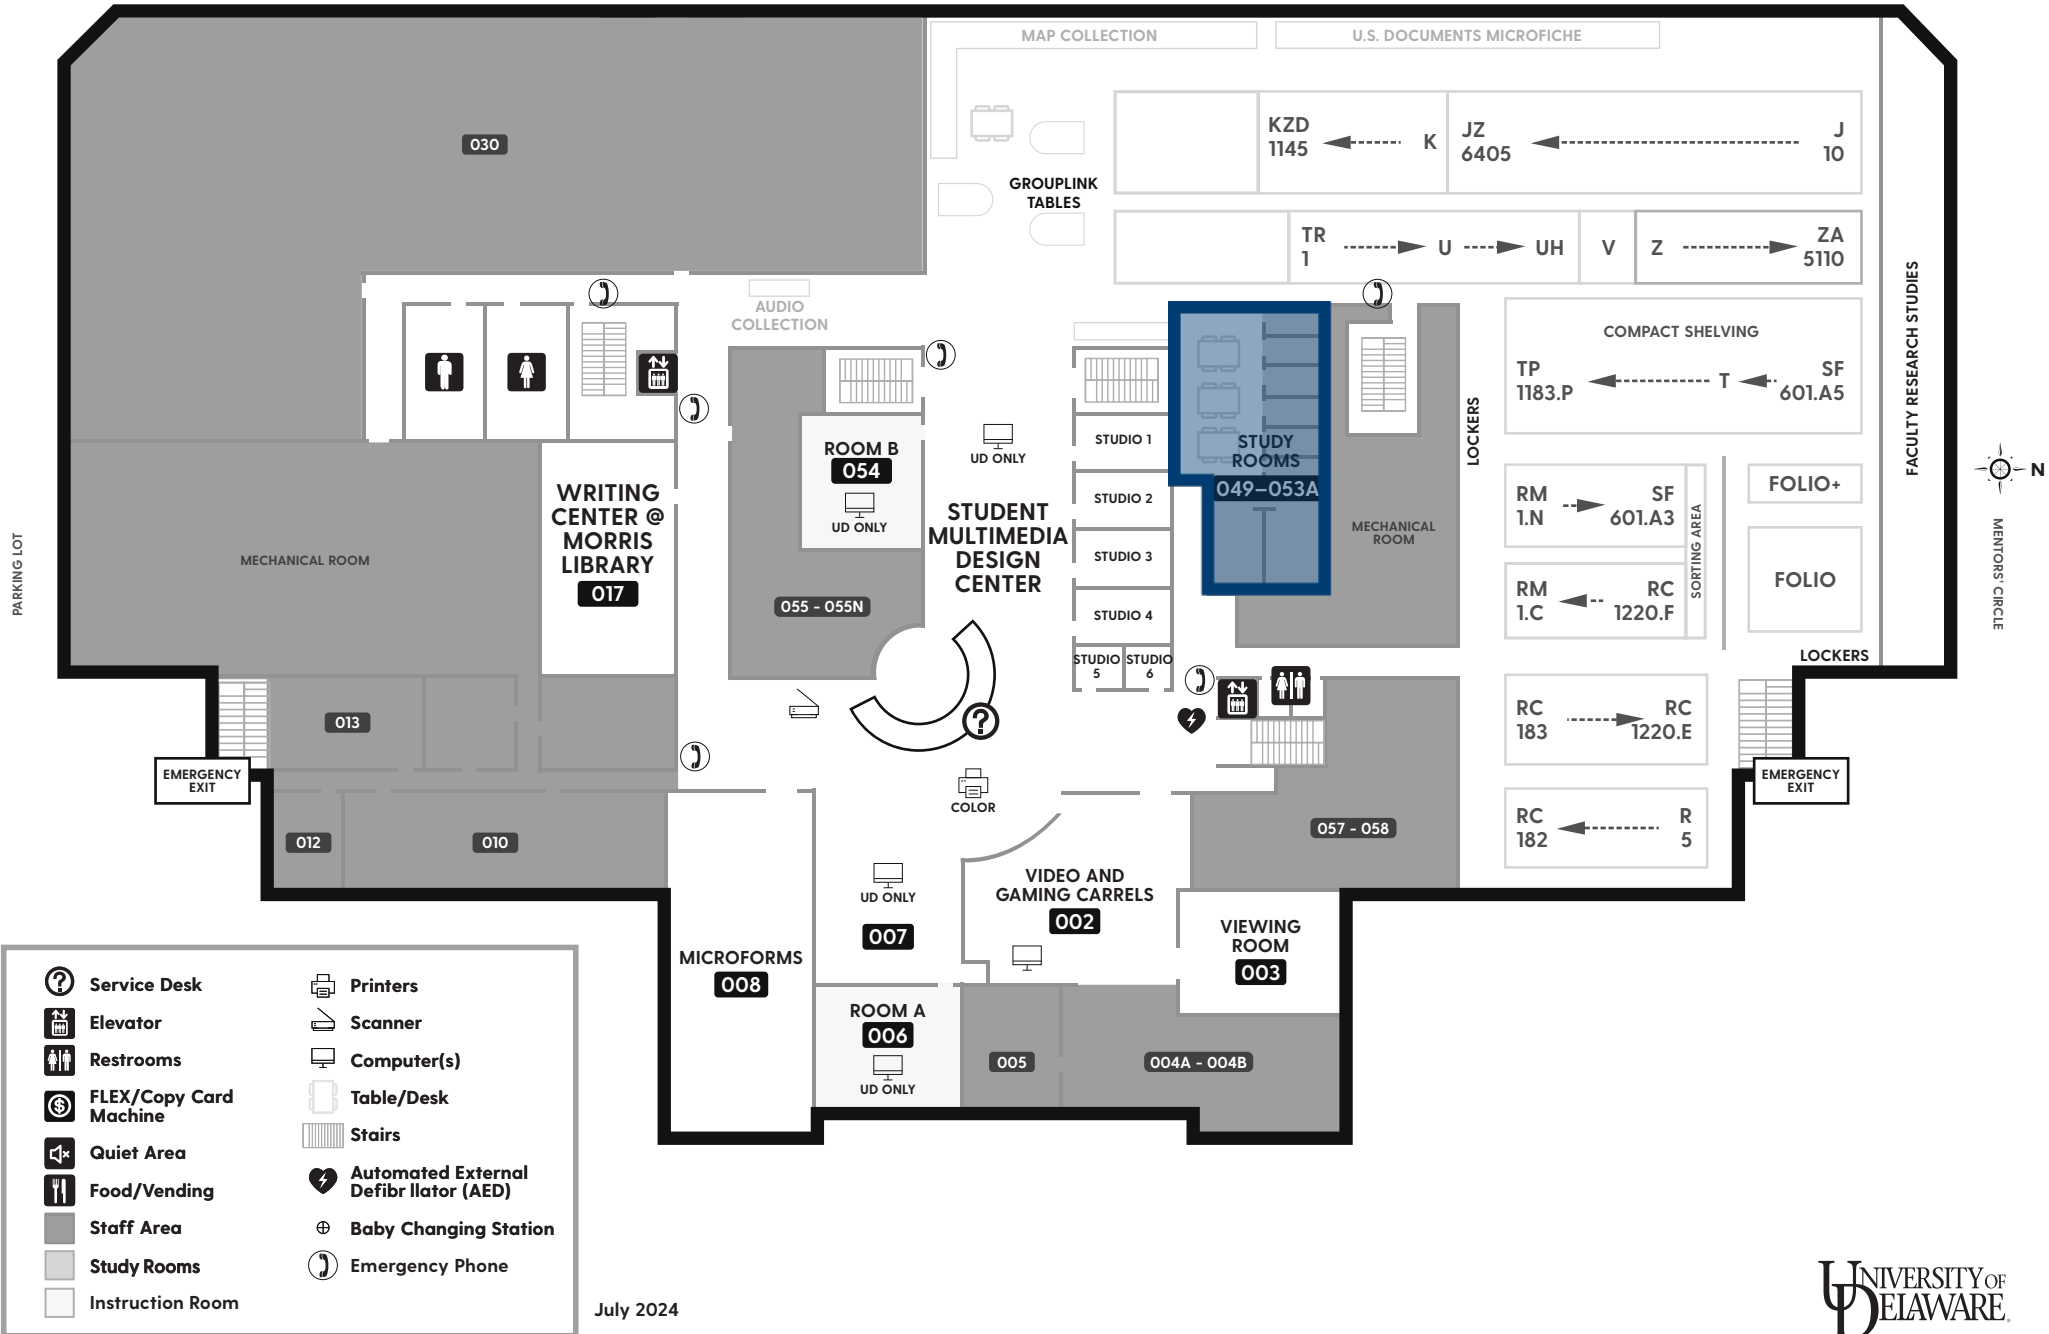 MAP COLLECTION
U.S. DOCUMENTS MICROFICHE
030
KZD
1145
K
JZ
6405
J
10
GROUPLINK
TABLES
TR
1
U
UH
V
Z
ZA
5110
AUDIO
COLLECTION
COMPACT SHELVING
TP
1183.P
T
SF
601.A5
FACULTY RESEARCH STUDIES
LOCKERS
STUDIO 1
STUDY
ROOMS
049–053A
ROOM B
054
UD ONLY
UD ONLY
WRITING
CENTER @
MORRIS
LIBRARY
017
STUDENT
MULTIMEDIA
DESIGN
CENTER
STUDIO 2
STUDIO 3
STUDIO 4
STUDIO
5
STUDIO
6
MECHANICAL
ROOM
RM
1.N
SF
601.A3
SORTING AREA
FOLIO+
N
RM
1.C
RC
1220.F
FOLIO
MENTORS' CIRCLE
PARKING LOT
MECHANICAL ROOM
055 - 055N
LOCKERS
013
RC
183
RC
1220.E
EMERGENCY
EXIT
EMERGENCY
EXIT
COLOR
012
010
057 - 058
RC
182
R
5
UD ONLY
007
VIDEO AND
GAMING CARRELS
002
VIEWING
ROOM
003
MICROFORMS
008
ROOM A
006
UD ONLY
005
004A - 004B
Service Desk
Elevator
Restrooms
FLEX/Copy Card
Machine
Quiet Area
Food/Vending
Staff Area
Study Rooms
Instruction Room
Printers
Scanner
Computer(s)
Table/Desk
Stairs
Automated External
Defibr llator (AED)
Baby Changing Station
Emergency Phone
July 2024
UNIVERSITY OF
DELAWARE